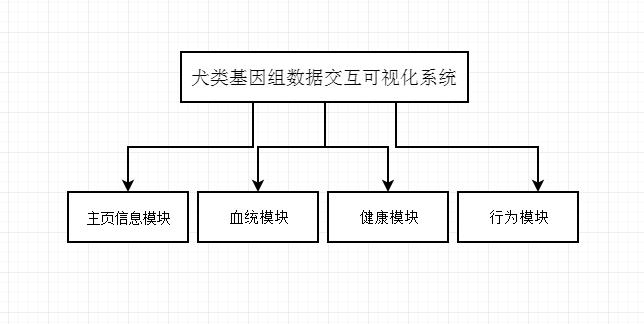 犬类基因组数据交互可视化系统
主页信息模块
血统模块
健康模块
行为模块